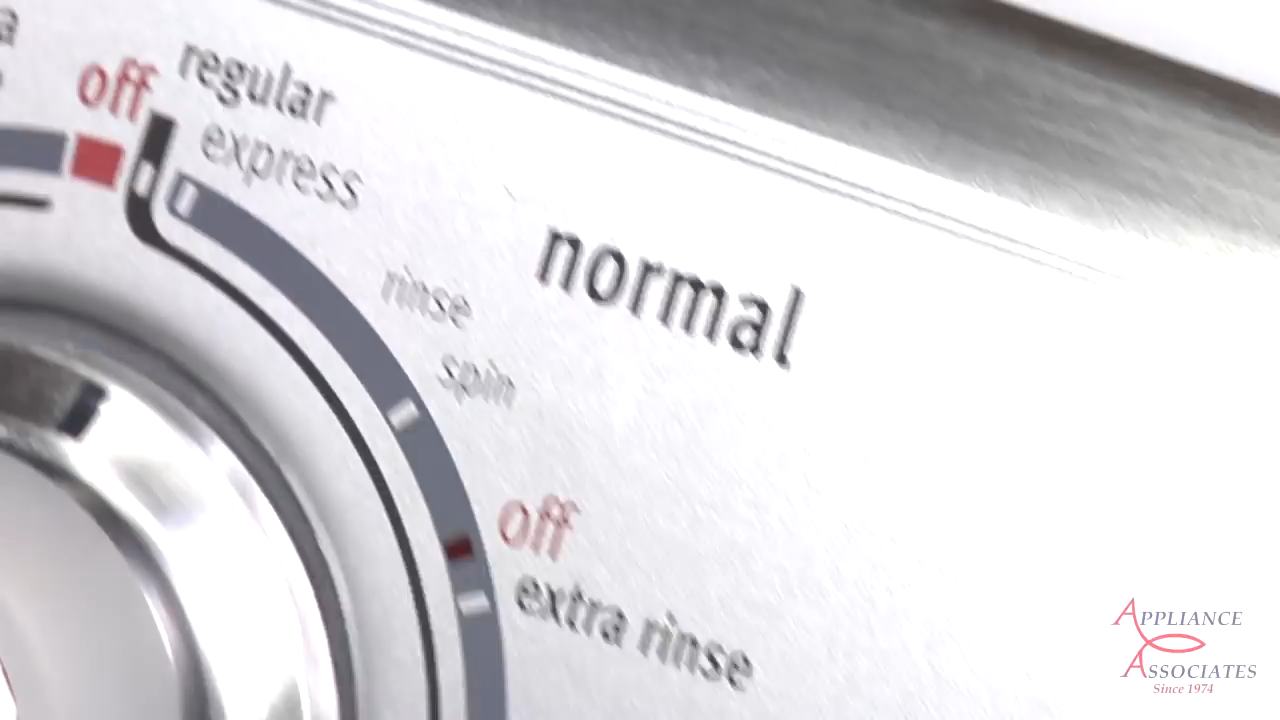 off
regular
express
normal
rinse
spin
off
extra rinse
APPLIANCE
ASSOCIATES
Since 1974